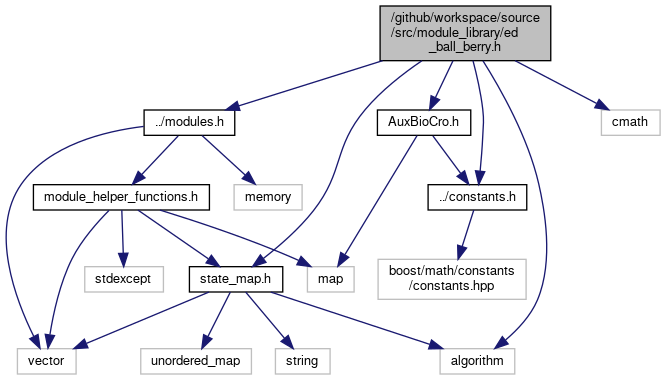 /github/workspace/source
/src/module_library/ed
_ball_berry.h
../modules.h
AuxBioCro.h
cmath
module_helper_functions.h
memory
../constants.h
stdexcept
state_map.h
map
boost/math/constants
/constants.hpp
vector
unordered_map
string
algorithm